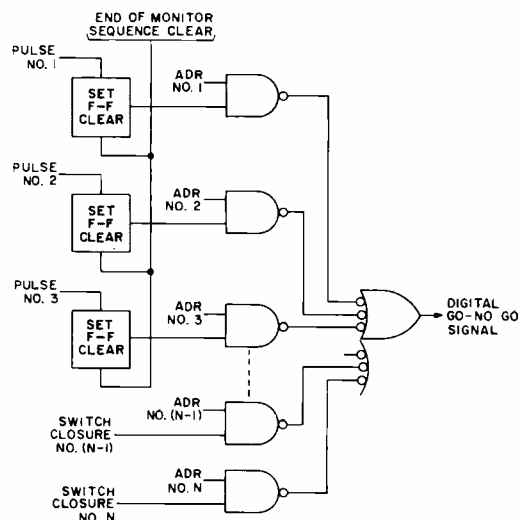 END OF MONITOR
SEQUENCE CLEAR
PULSE
NO. 1
SET
F-F
CLEAR
ADR
NO. 1
PULSE
NO. 2
SET
F-F
CLEAR
ADR
NO. 2
PULSE
NO. 3
SET
F-F
CLEAR
ADR
NO. 3
DIGITAL
GO-NO GO
SIGNAL
ADR
NO. (N-1)
SWITCH
CLOSURE
NO. (N-1)
ADR
NO. N
SWITCH
CLOSURE
NO. N